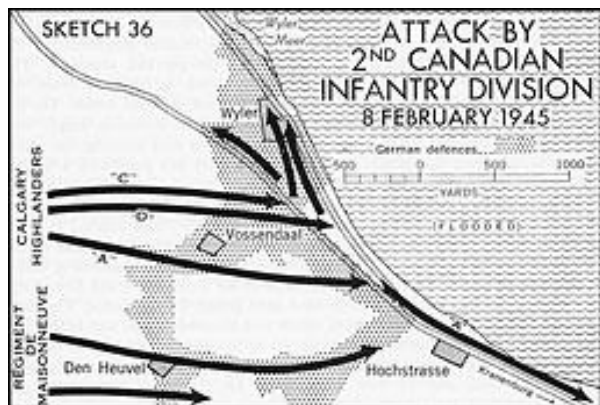 SKETCH 36
ATTACK BY
2ND CANADIAN
INFANTRY DIVISION
8 FEBRUARY 1945
Wyler
Meer
German defences
500 0 500 1000
YARDS
(FLOODED)
Wyler
CALGARY
HIGHLANDERS
"C"
"D"
"A"
Vossendaal
"A"
RÉGIMENT
DE
MAISONNEUVE
Den Heuvel
Hochstrasse
Kranenburg